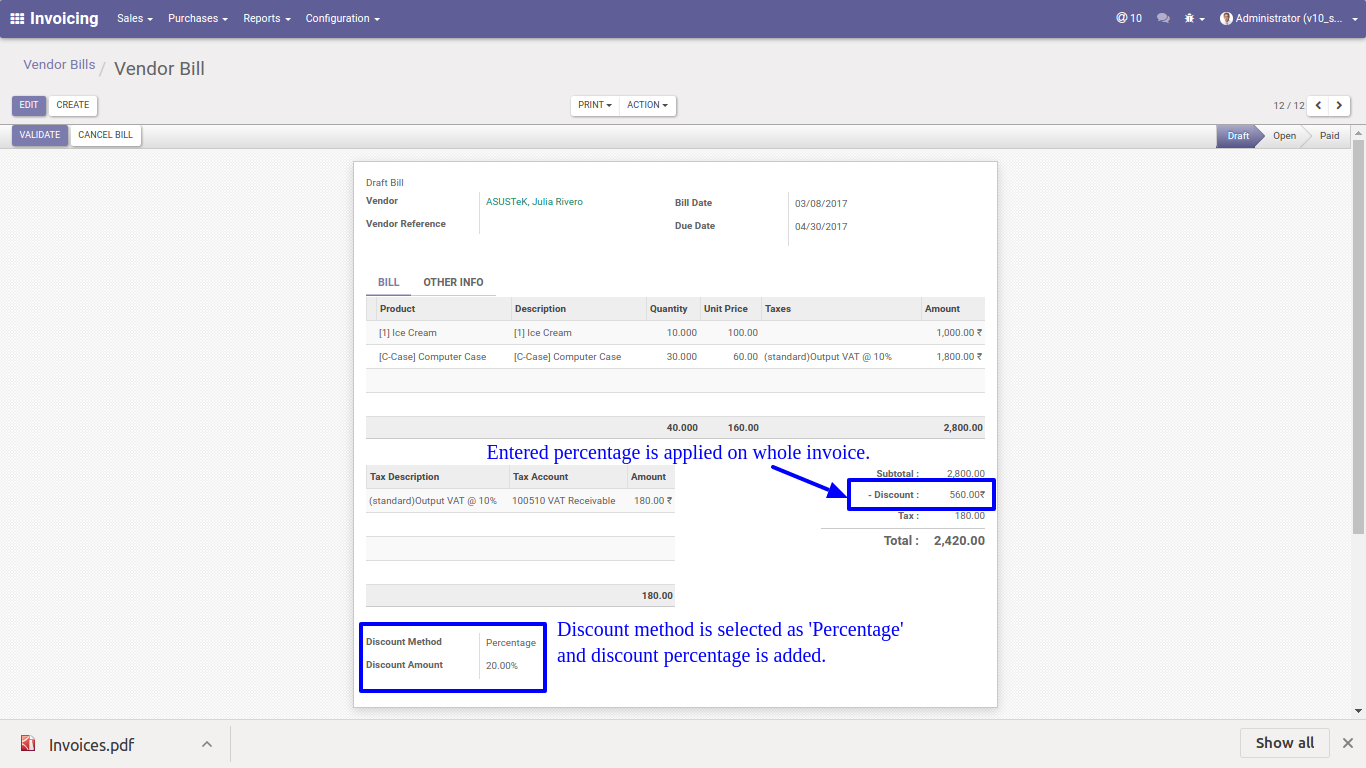 Invoicing Sales Purchases Reports Configuration @ 10 Administrator (v10_s...
Vendor Bills / Vendor Bill
EDIT CREATE PRINT ACTION 12 / 12
VALIDATE CANCEL BILL Draft Open Paid
Draft Bill
Vendor ASUSTeK, Julia Rivero Bill Date 03/08/2017
Vendor Reference Due Date 04/30/2017
BILL OTHER INFO
Product Description Quantity Unit Price Taxes Amount
[1] Ice Cream [1] Ice Cream 10.000 100.00 1,000.00 ₹
[C-Case] Computer Case [C-Case] Computer Case 30.000 60.00 (standard)Output VAT @ 10% 1,800.00 ₹
40.000 160.00 2,800.00
Entered percentage is applied on whole invoice.
Tax Description Tax Account Amount
(standard)Output VAT @ 10% 100510 VAT Receivable 180.00 ₹
180.00
Subtotal : 2,800.00
- Discount : 560.00₹
Tax : 180.00
Total : 2,420.00
Discount Method Percentage
Discount Amount 20.00%
Discount method is selected as 'Percentage'
and discount percentage is added.
Invoices.pdf Show all